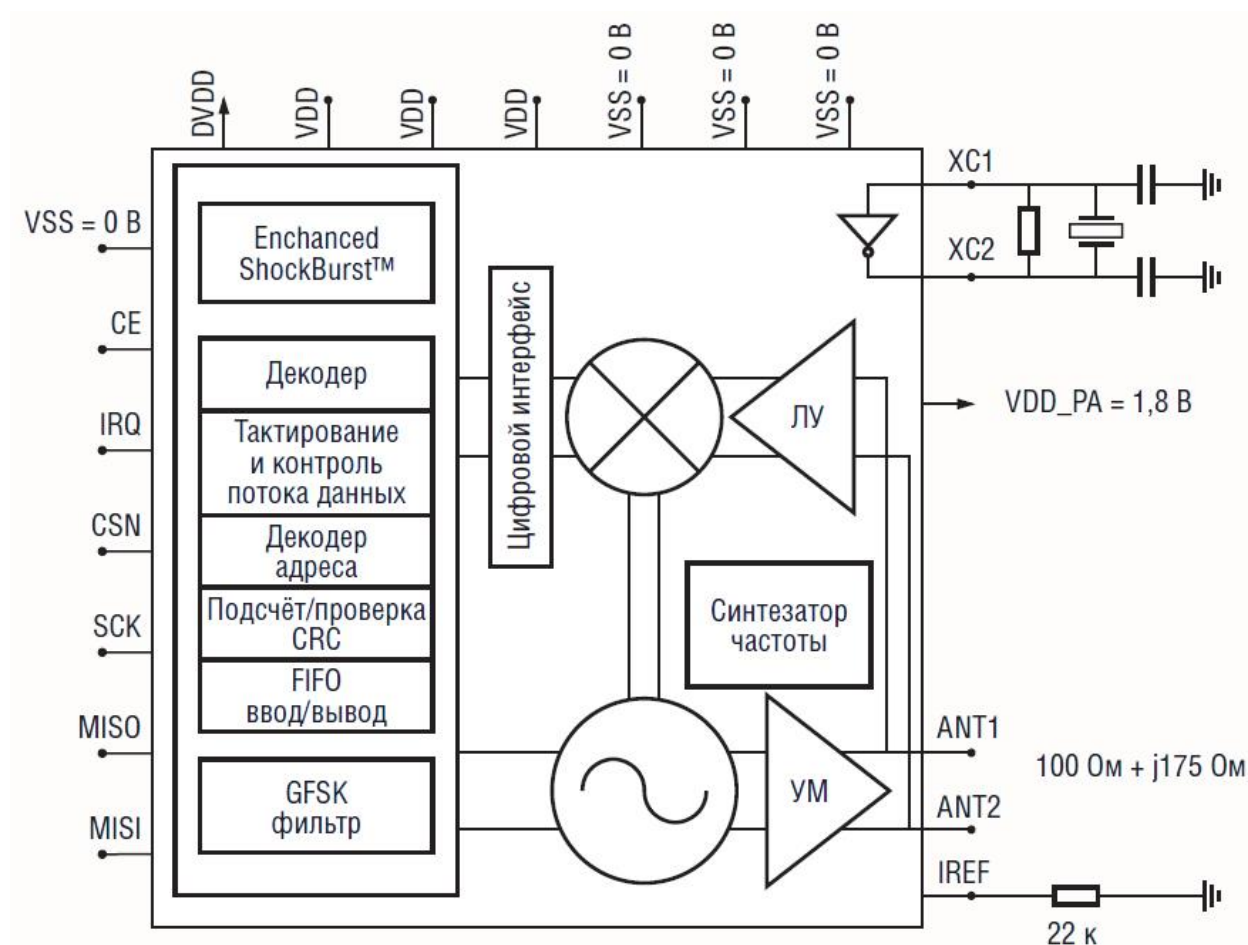 DVDD
VDD
VDD
VDD
VSS = 0 В
VSS = 0 В
VSS = 0 В
VSS = 0 В
CE
IRQ
CSN
SCK
MISO
MISI
Enchanced
ShockBurst™
Декодер
Тактирование
и контроль
потока данных
Декодер
адреса
Подсчёт/проверка
CRC
FIFO
ввод/вывод
GFSK
фильтр
Цифровой интерфейс
ЛУ
Синтезатор
частоты
УМ
XC1
XC2
VDD_PA = 1,8 В
ANT1
100 Ом + j175 Ом
ANT2
IREF
22 к